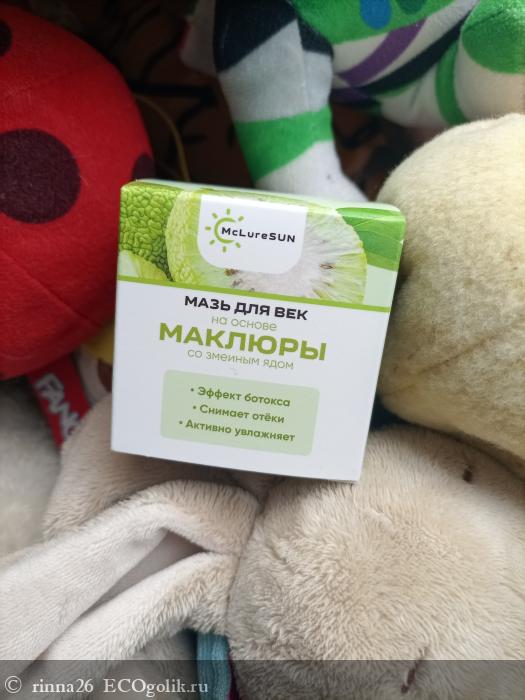 McLureSUN
МАЗЬ ДЛЯ ВЕК
на основе
МАКЛЮРЫ
со змеиным ядом
• Эффект ботокса
• Снимает отёки
• Активно увлажняет
© rinna26 ECOgolik.ru